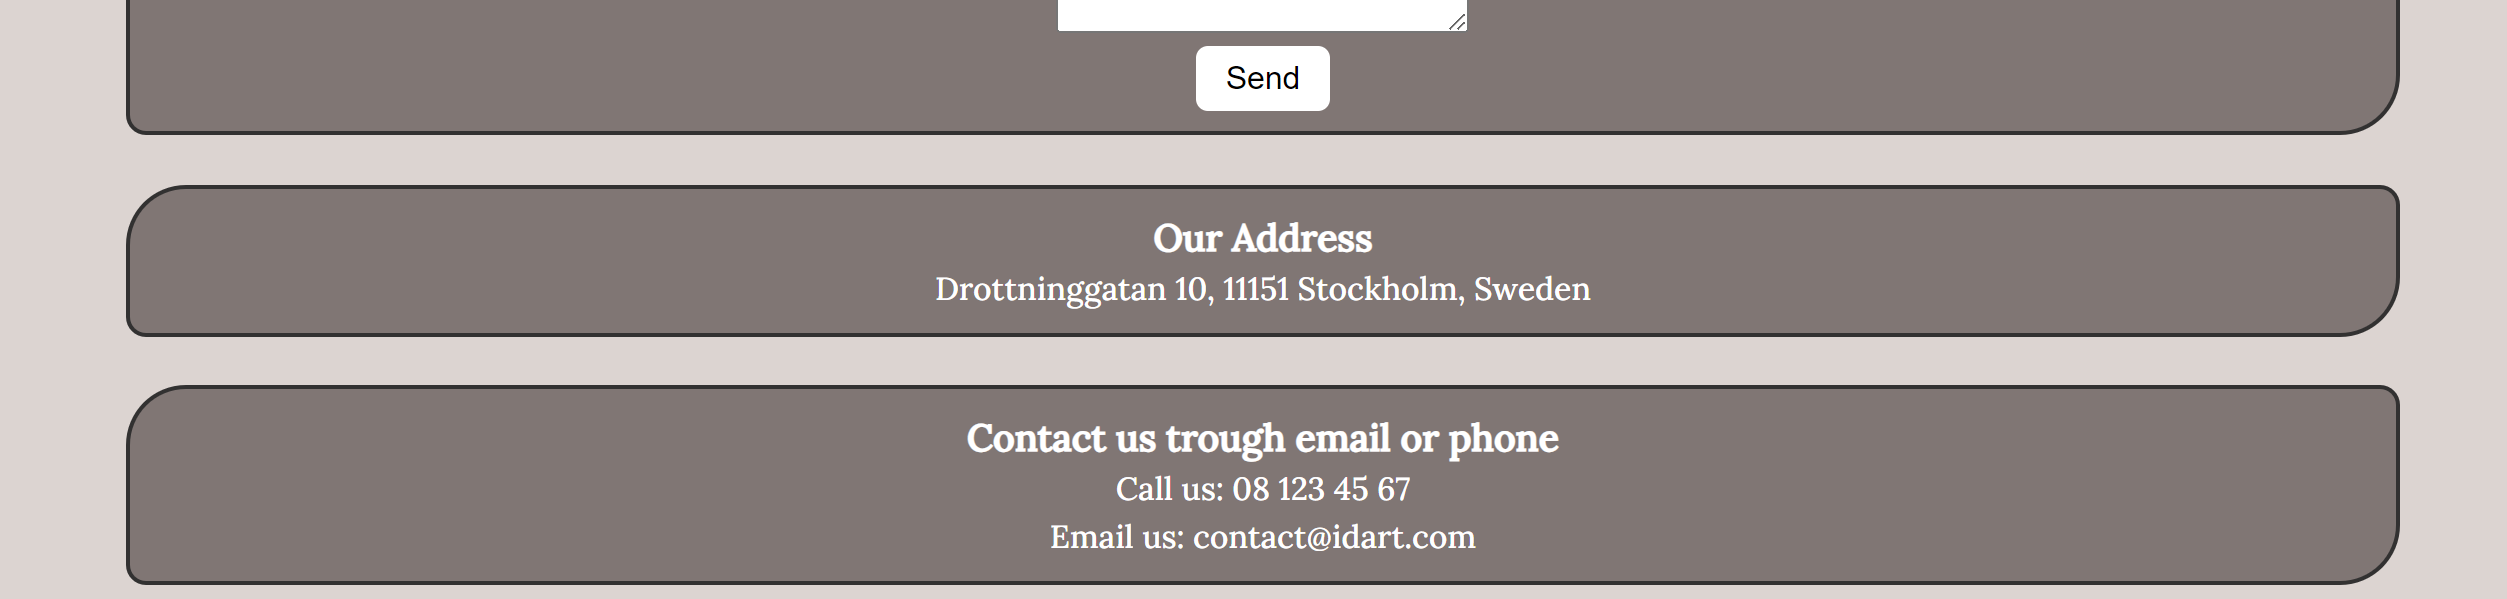 Send
Our Address
Drottninggatan 10, 11151 Stockholm, Sweden
Contact us trough email or phone
Call us: 08 123 45 67
Email us: contact@idart.com